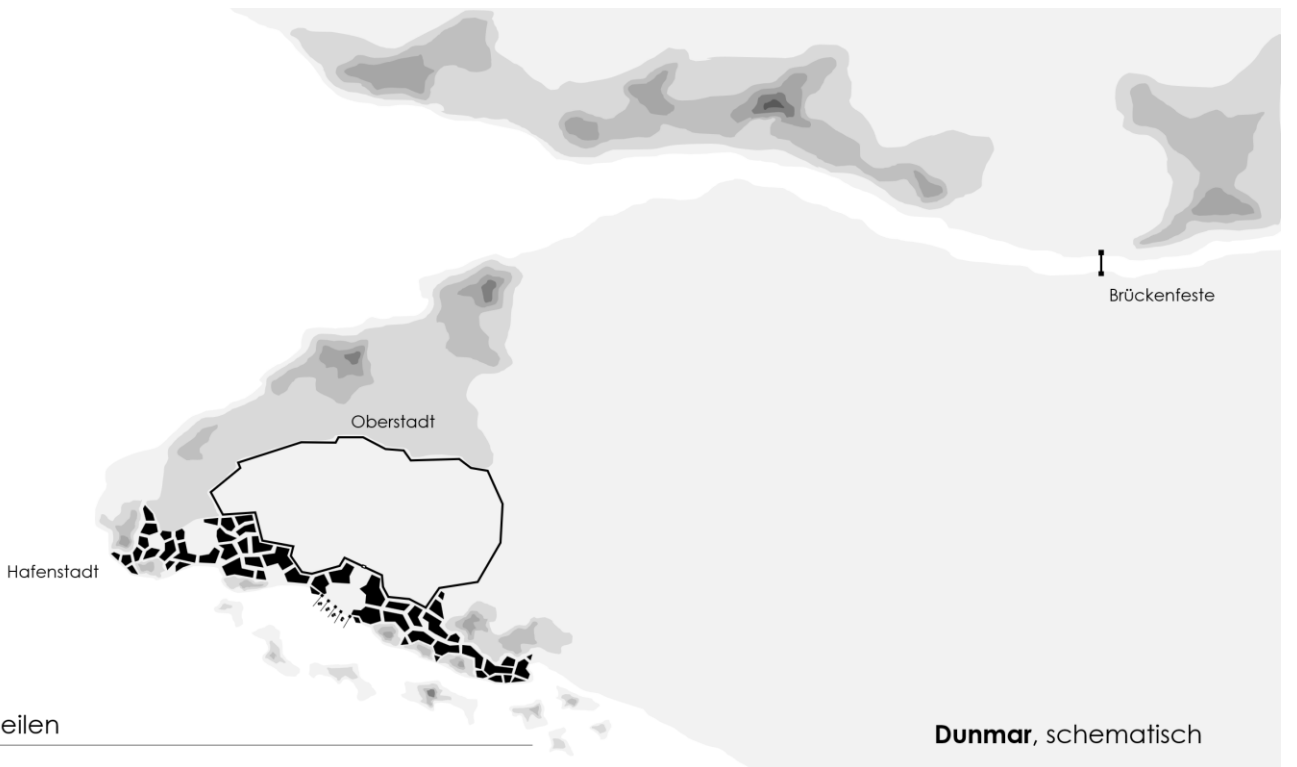 Brückenfeste
Oberstadt
Hafenstadt
eilen
Dunmar, schematisch